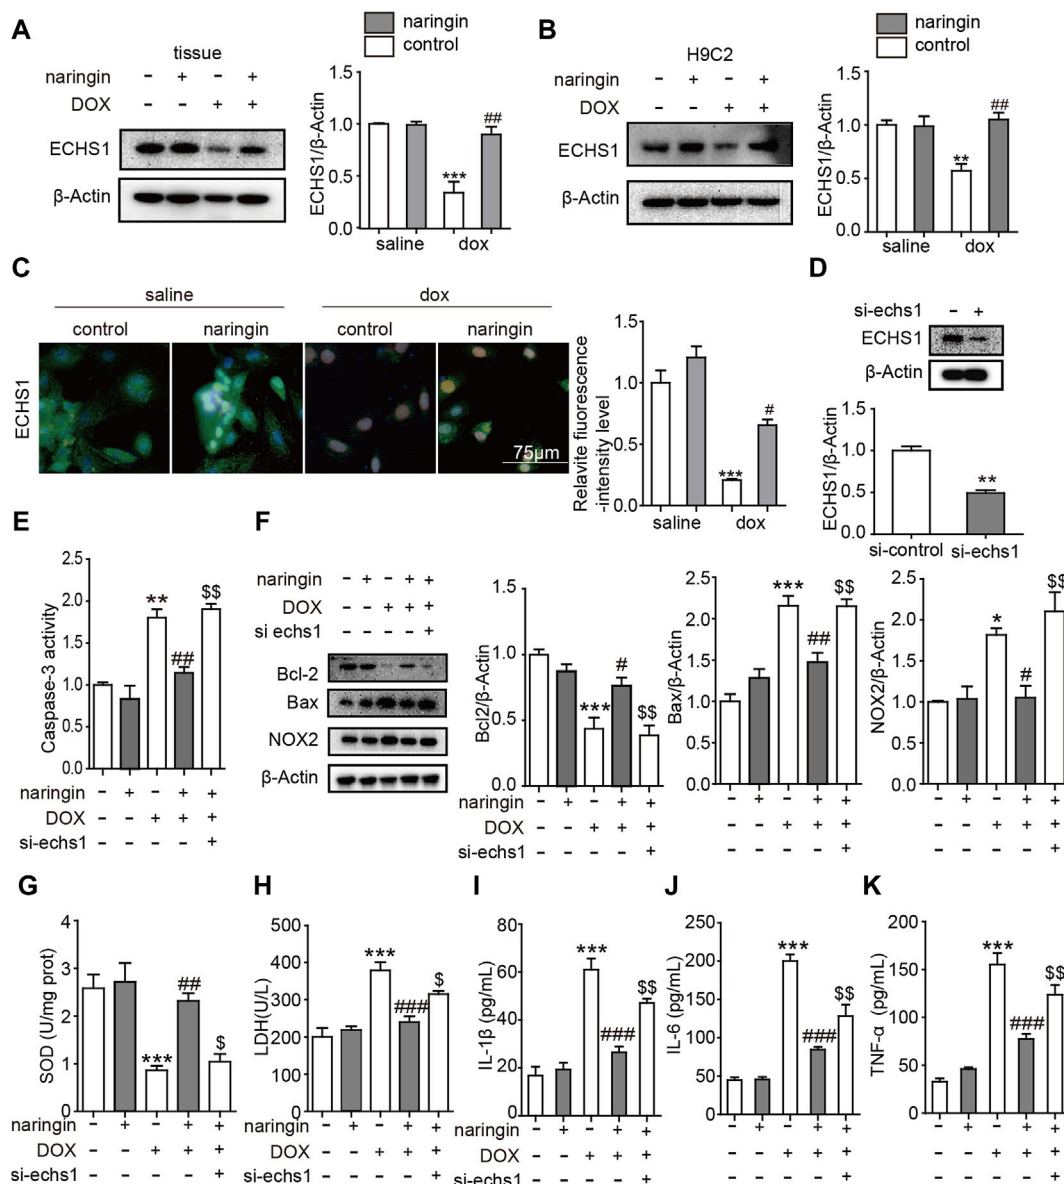 A
tissue
naringin - + - +
DOX - - + +
ECHS1
β-Actin
naringin
control
ECHS1/β-Actin
1.5
1.0
0.5
0.0
***
##
saline dox
B
H9C2
naringin - + - +
DOX - - + +
ECHS1
β-Actin
naringin
control
ECHS1/β-Actin
1.5
1.0
0.5
0.0
**
##
saline dox
C
saline dox
control naringin control naringin
ECHS1
75μm
Relavite fluorescence
-intensity level
1.5
1.0
0.5
0.0
***
#
saline dox
D
si-echs1 - +
ECHS1
β-Actin
ECHS1/β-Actin
1.5
1.0
0.5
0.0
**
si-control si-echs1
E
Caspase-3 activity
2.5
2.0
1.5
1.0
0.5
0.0
**
##
$$
naringin - + - + +
DOX - - + + +
si-echs1 - - - - +
F
naringin - + - + +
DOX - - + + +
si echs1 - - - - +
Bcl-2
Bax
NOX2
β-Actin
Bcl2/β-Actin
1.5
1.0
0.5
0.0
***
#
$$
naringin - + - + +
DOX - - + + +
si-echs1 - - - - +
Bax/β-Actin
2.5
2.0
1.5
1.0
0.5
0.0
***
##
$$
- + - + +
- - + + +
- - - - +
NOX2/β-Actin
2.5
2.0
1.5
1.0
0.5
0.0
*
#
$$
- + - + +
- - + + +
- - - - +
G
SOD (U/mg prot)
4
3
2
1
0
***
##
$
naringin - + - + +
DOX - - + + +
si-echs1 - - - - +
H
LDH(U/L)
500
400
300
200
100
0
***
###
$
- + - + +
- - + + +
- - - - +
I
IL-1β (pg/mL)
80
60
40
20
0
***
###
$$
naringin - + - + +
DOX - - + + +
si-echs1 - - - - +
J
IL-6 (pg/mL)
250
200
150
100
50
0
***
###
$$
- + - + +
- - + + +
- - - - +
K
TNF-α (pg/mL)
200
150
100
50
0
***
###
$$
- + - + +
- - + + +
- - - - +